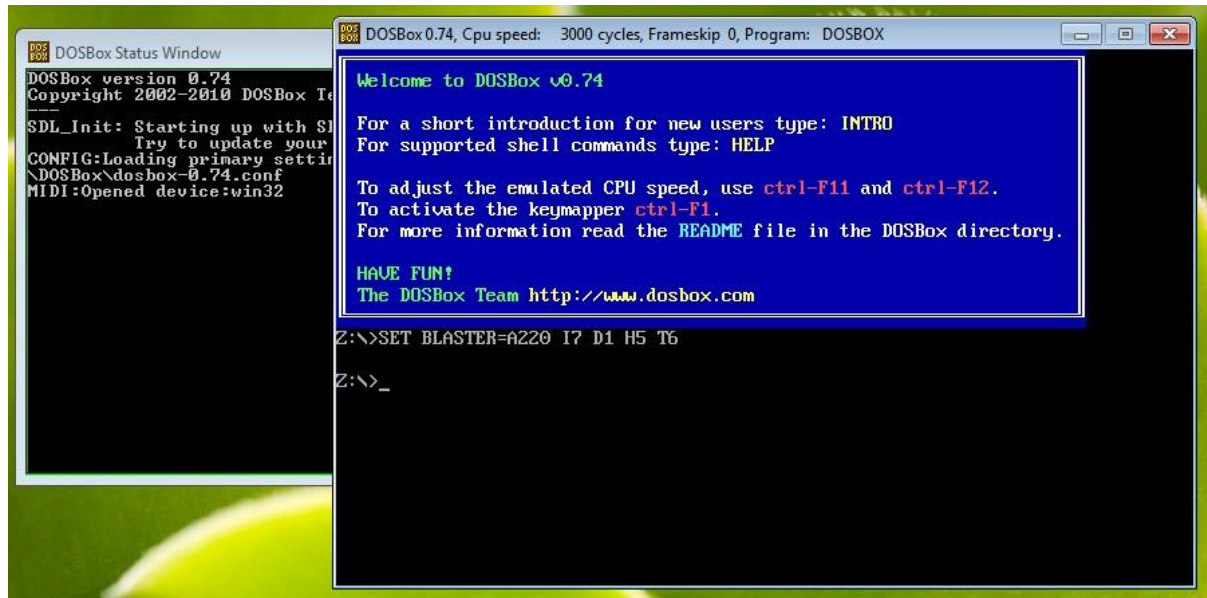 DOSBox Status Window
DOSBox version 0.74
Copyright 2002-2010 DOSBox
---
SDL_Init: Starting up with
Try to update your
CONFIG:Loading primary
\DOSBox\dosbox-0.74.conf
MIDI:Opened device:win32
DOSBox 0.74, Cpu speed: 3000 cycles, Frameskip 0, Program: DOSBOX
Welcome to DOSBox v0.74
For a short introduction for new users type: INTRO
For supported shell commands type: HELP
To adjust the emulated CPU speed, use ctrl-F11 and ctrl-F12.
To activate the keymapper ctrl-F1.
For more information read the README file in the DOSBox directory.
HAVE FUN!
The DOSBox Team http://www.dosbox.com
Z:\>SET BLASTER=A220 I7 D1 H5 T6
Z:\>_